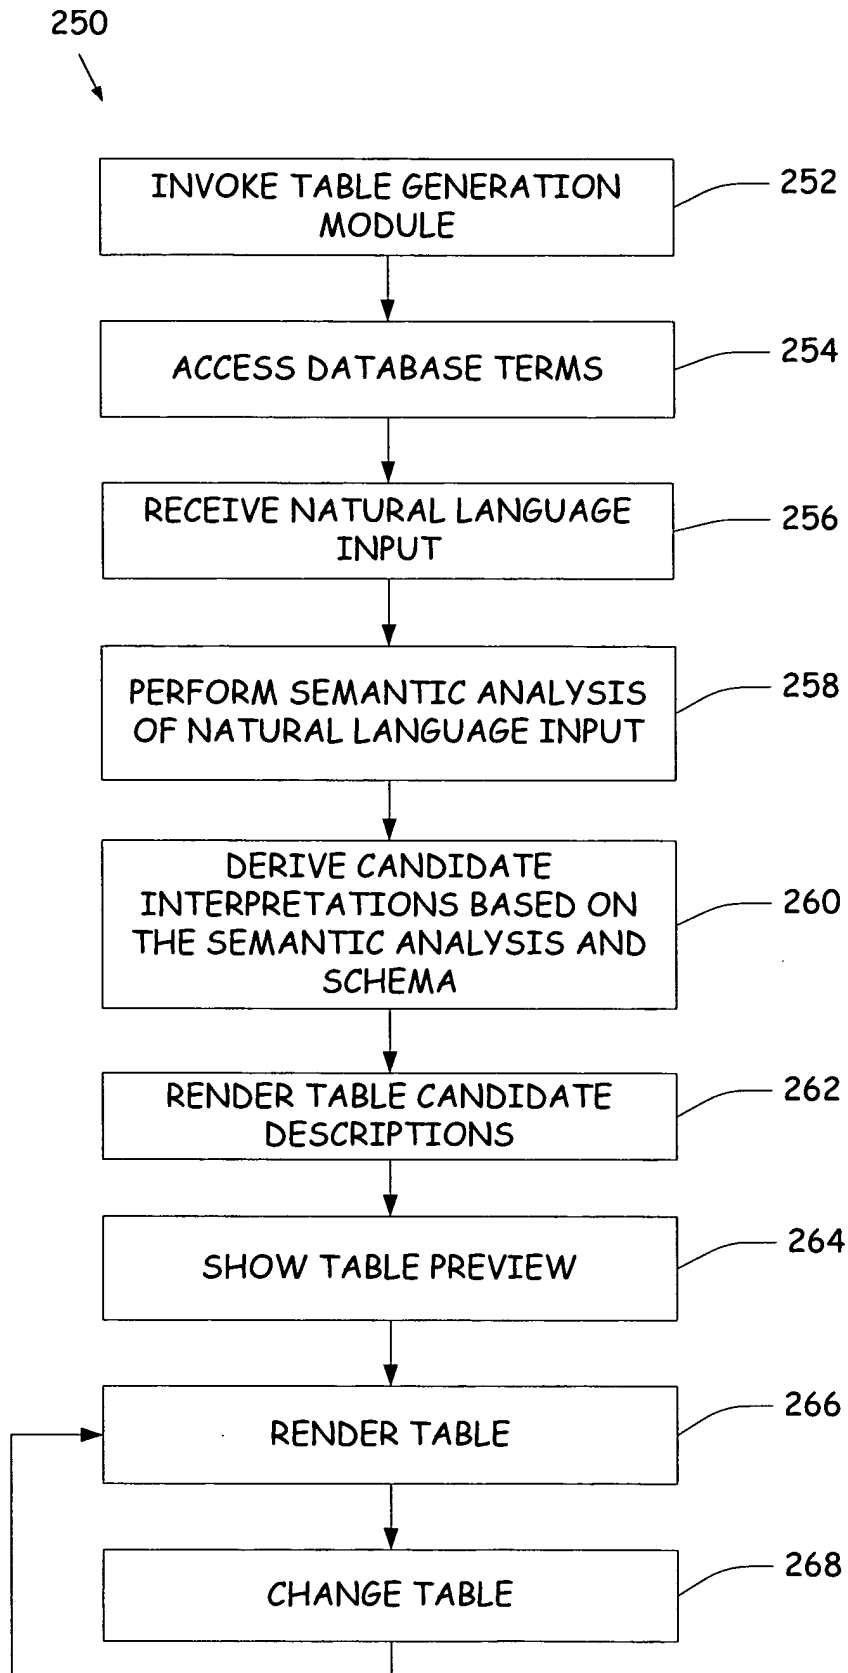 250
INVOKE TABLE GENERATION
MODULE
252
ACCESS DATABASE TERMS
254
RECEIVE NATURAL LANGUAGE
INPUT
256
PERFORM SEMANTIC ANALYSIS
OF NATURAL LANGUAGE INPUT
258
DERIVE CANDIDATE
INTERPRETATIONS BASED ON
THE SEMANTIC ANALYSIS AND
SCHEMA
260
RENDER TABLE CANDIDATE
DESCRIPTIONS
262
SHOW TABLE PREVIEW
264
RENDER TABLE
266
CHANGE TABLE
268